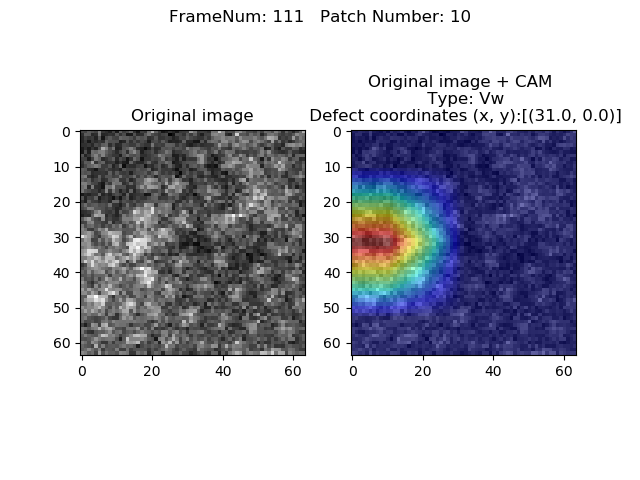 FrameNum: 111   Patch Number: 10
Original image
0
10
20
30
40
50
60
0 20 40 60
Original image + CAM
Type: Vw
Defect coordinates (x, y):[(31.0, 0.0)]
0
10
20
30
40
50
60
0 20 40 60